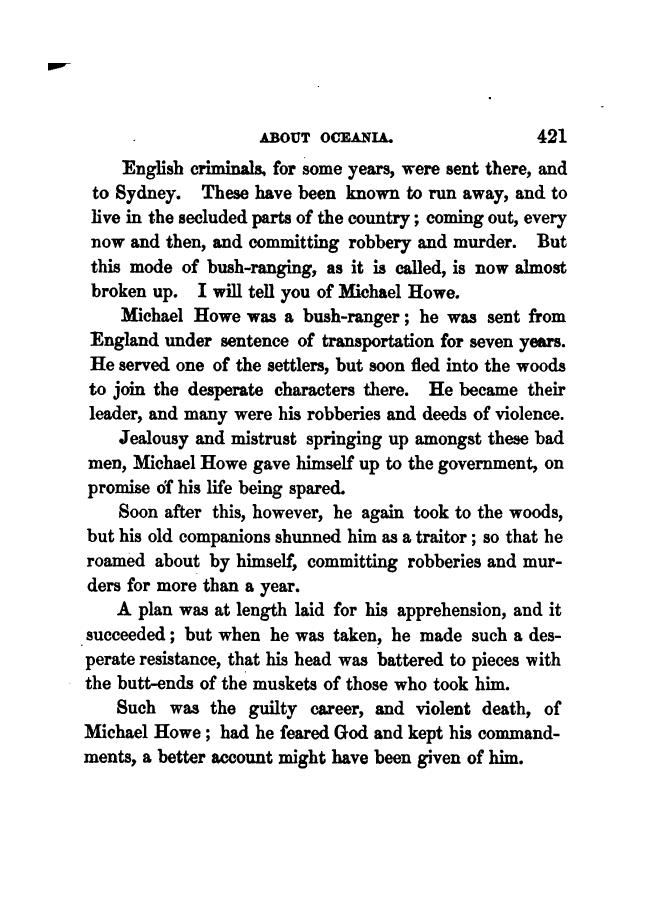 ABOUT OCEANIA. 421
English criminals, for some years, were sent there, and
to Sydney. These have been known to run away, and to
live in the secluded parts of the country ; coming out, every
now and then, and committing robbery and murder. But
this mode of bush-ranging, as it is called, is now almost
broken up. I will tell you of Michael Howe.
Michael Howe was a bush-ranger ; he was sent from
England under sentence of transportation for seven years.
He served one of the settlers, but soon fled into the woods
to join the desperate characters there. He became their
leader, and many were his robberies and deeds of violence.
Jealousy and mistrust springing up amongst these bad
men, Michael Howe gave himself up to the government, on
promise of his life being spared.
Soon after this, however, he again took to the woods,
but his old companions shunned him as a traitor ; so that he
roamed about by himself, committing robberies and mur-
ders for more than a year.
A plan was at length laid for his apprehension, and it
succeeded ; but when he was taken, he made such a des-
perate resistance, that his head was battered to pieces with
the butt-ends of the muskets of those who took him.
Such was the guilty career, and violent death, of
Michael Howe ; had he feared God and kept his command-
ments, a better account might have been given of him.